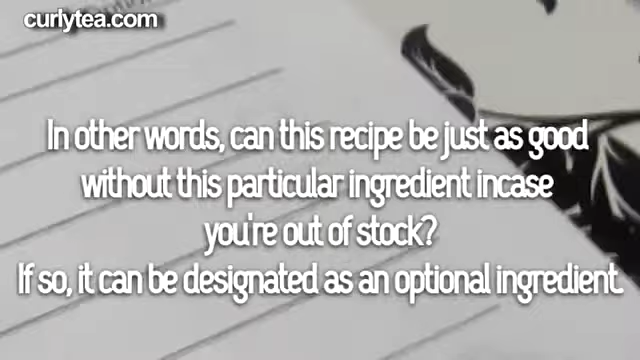 curlytea.com
In other words, can this recipe be just as good
without this particular ingredient incase
you're out of stock?
If so, it can be designated as an optional ingredient.